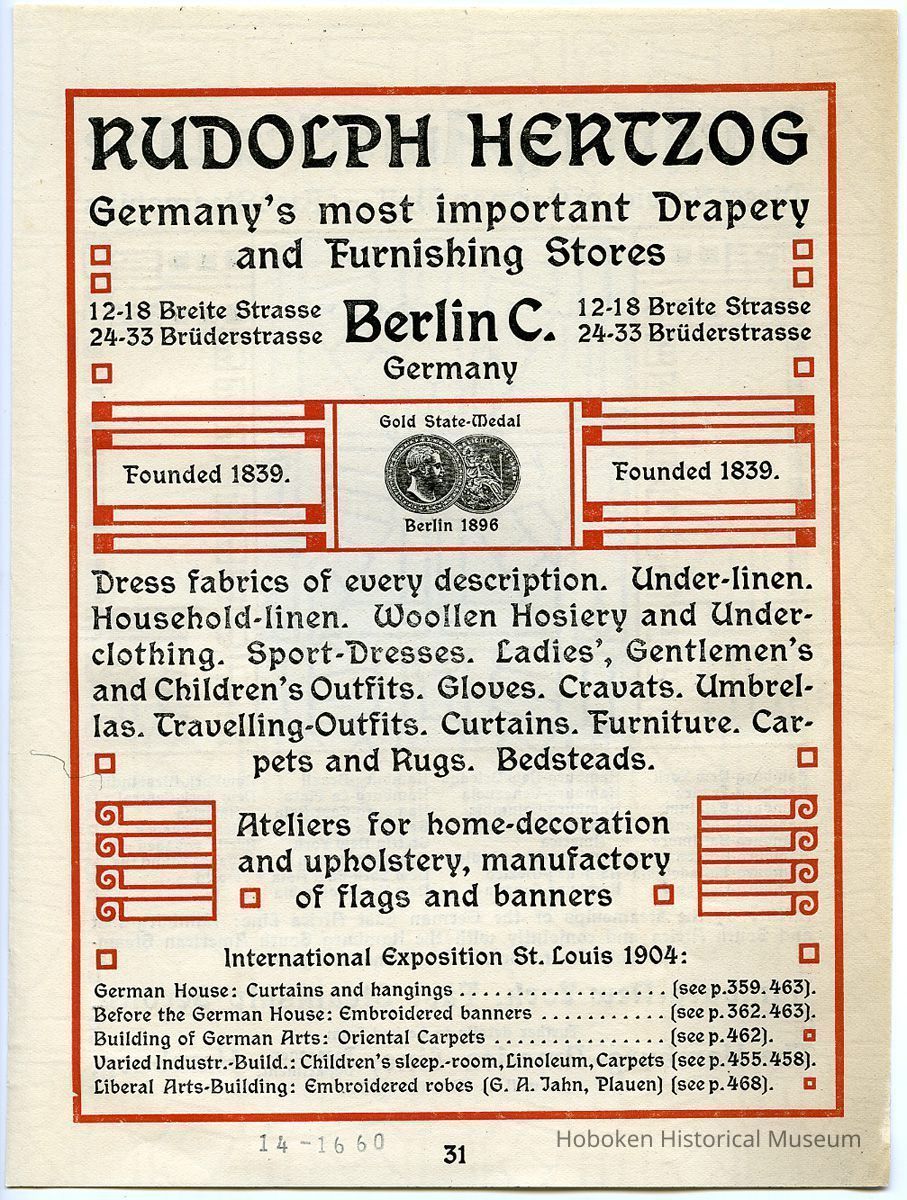 RUDOLPH HERTZOG
Germany's most important Drapery
and Furnishing Stores
12-18 Breite Strasse
24-33 Brüderstrasse
Berlin C.
12-18 Breite Strasse
24-33 Brüderstrasse
Germany
Founded 1839.
Gold State-Medal
Berlin 1896
Founded 1839.
Dress fabrics of every description. Under-linen.
Household-linen. Woollen Hosiery and Under-
clothing. Sport-Dresses. Ladies', Gentlemen's
and Children's Outfits. Gloves. Cravats. Umbrel-
las. Travelling-Outfits. Curtains. Furniture. Car-
pets and Rugs. Bedsteads.
Ateliers for home-decoration
and upholstery, manufactory
of flags and banners
International Exposition St. Louis 1904:
German House: Curtains and hangings . . . . . . . . . . . . . . . . . (see p. 359. 463).
Before the German House: Embroidered banners . . . . . . . . . . . (see p. 362. 463).
Building of German Arts: Oriental Carpets . . . . . . . . . . . . . . . (see p. 462).
Varied Industr.-Build.: Children's sleep.-room, Linoleum, Carpets (see p. 455. 458).
Liberal Arts-Building: Embroidered robes (G. A. Jahn, Plauen) (see p. 468).
14-1660
31
Hoboken Historical Museum